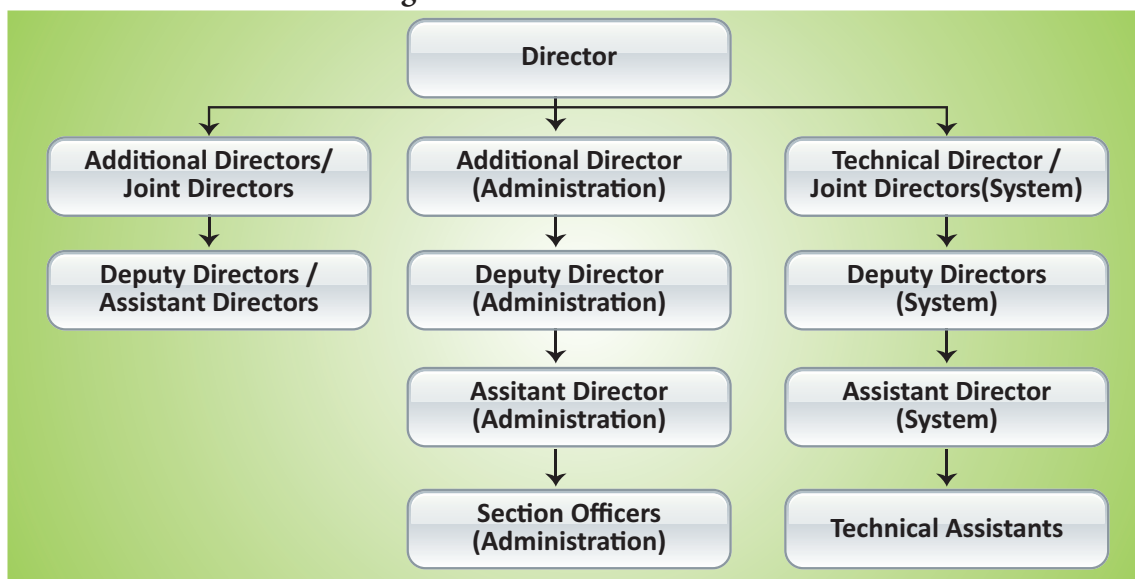 Director
Additional Directors/
Joint Directors
Additional Director
(Administration)
Technical Director /
Joint Directors(System)
Deputy Directors /
Assistant Directors
Deputy Director
(Administration)
Deputy Directors
(System)
Assitant Director
(Administration)
Assistant Director
(System)
Section Officers
(Administration)
Technical Assistants